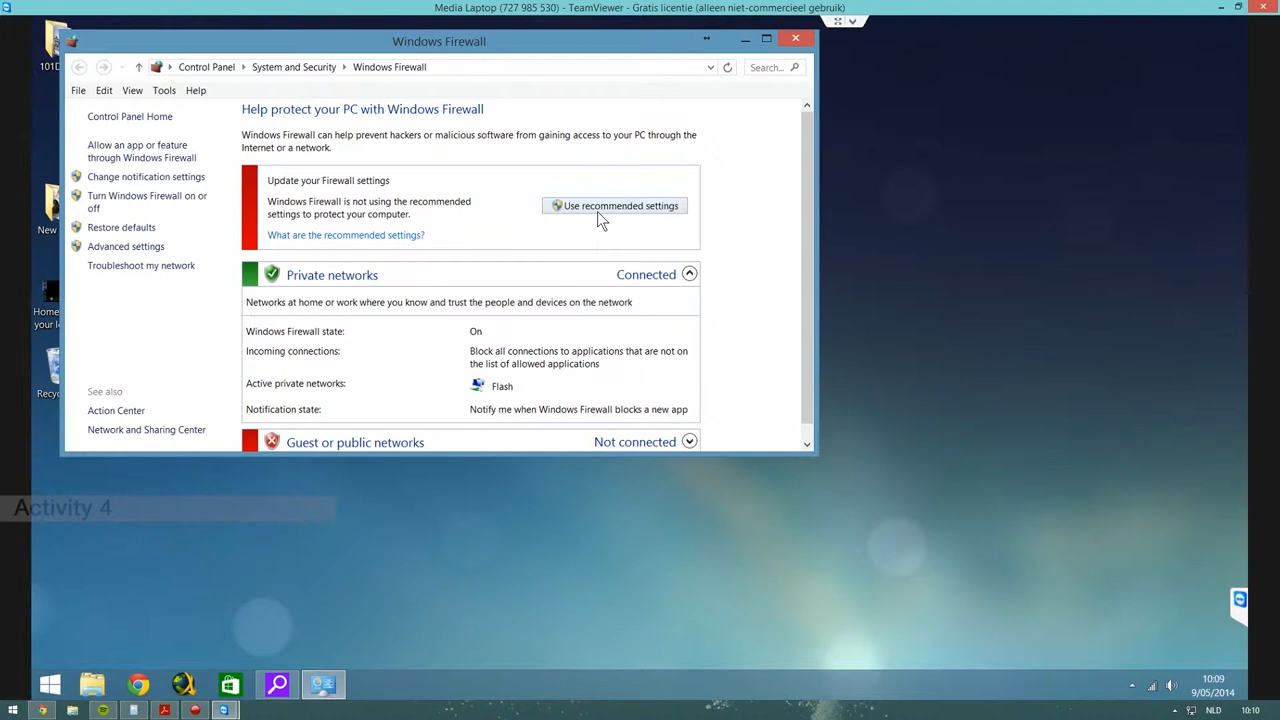 Media Laptop (727 985 530) - TeamViewer - Gratis licentie (alleen niet-commercieel gebruik)
101D
Windows Firewall
Control Panel
System and Security
Windows Firewall
Search...
File
Edit
View
Tools
Help
Control Panel Home
Allow an app or feature
through Windows Firewall
Change notification settings
Turn Windows Firewall on or
off
Restore defaults
Advanced settings
Troubleshoot my network
See also
Action Center
Network and Sharing Center
Help protect your PC with Windows Firewall
Windows Firewall can help prevent hackers or malicious software from gaining access to your PC through the
Internet or a network.
Update your Firewall settings
Windows Firewall is not using the recommended
settings to protect your computer.
Use recommended settings
What are the recommended settings?
Private networks
Connected
Networks at home or work where you know and trust the people and devices on the network
Windows Firewall state:
On
Incoming connections:
Block all connections to applications that are not on
the list of allowed applications
Active private networks:
Flash
Notification state:
Notify me when Windows Firewall blocks a new app
Guest or public networks
Not connected
New
Home
your l
Recyc
Activity 4
10:09
9/05/2014
NLD
10:10